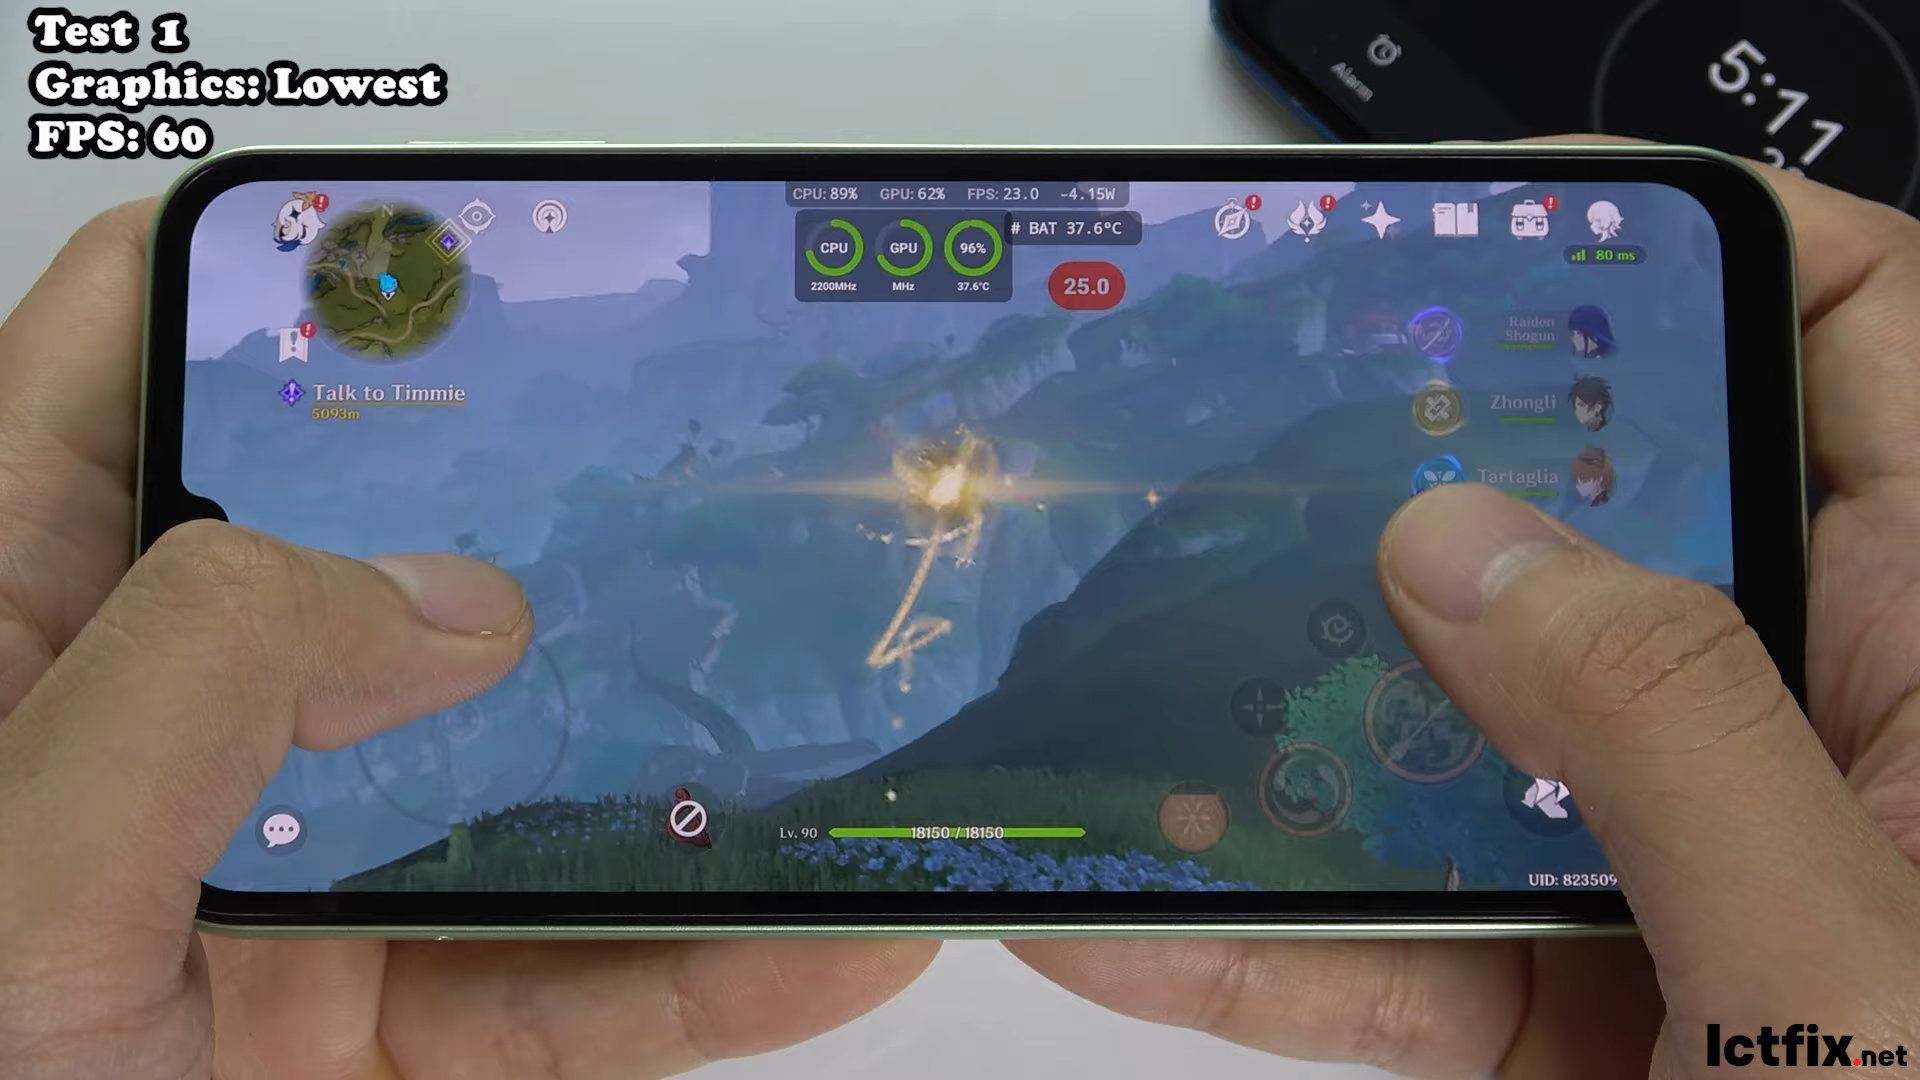 Test 1
Graphics: Lowest
FPS: 60
Alarm
5:11
CPU: 89% GPU: 62% FPS: 23.0 -4.15W
# BAT 37.6°C
CPU GPU 96%
2200MHz MHz 37.6°C
25.0
N
80 ms
Raiden
Shogun
Talk to Timmie
5093m
Zhongli
Tartaglia
Lv. 90 18150 / 18150
UID: 823509
Ictfix.net